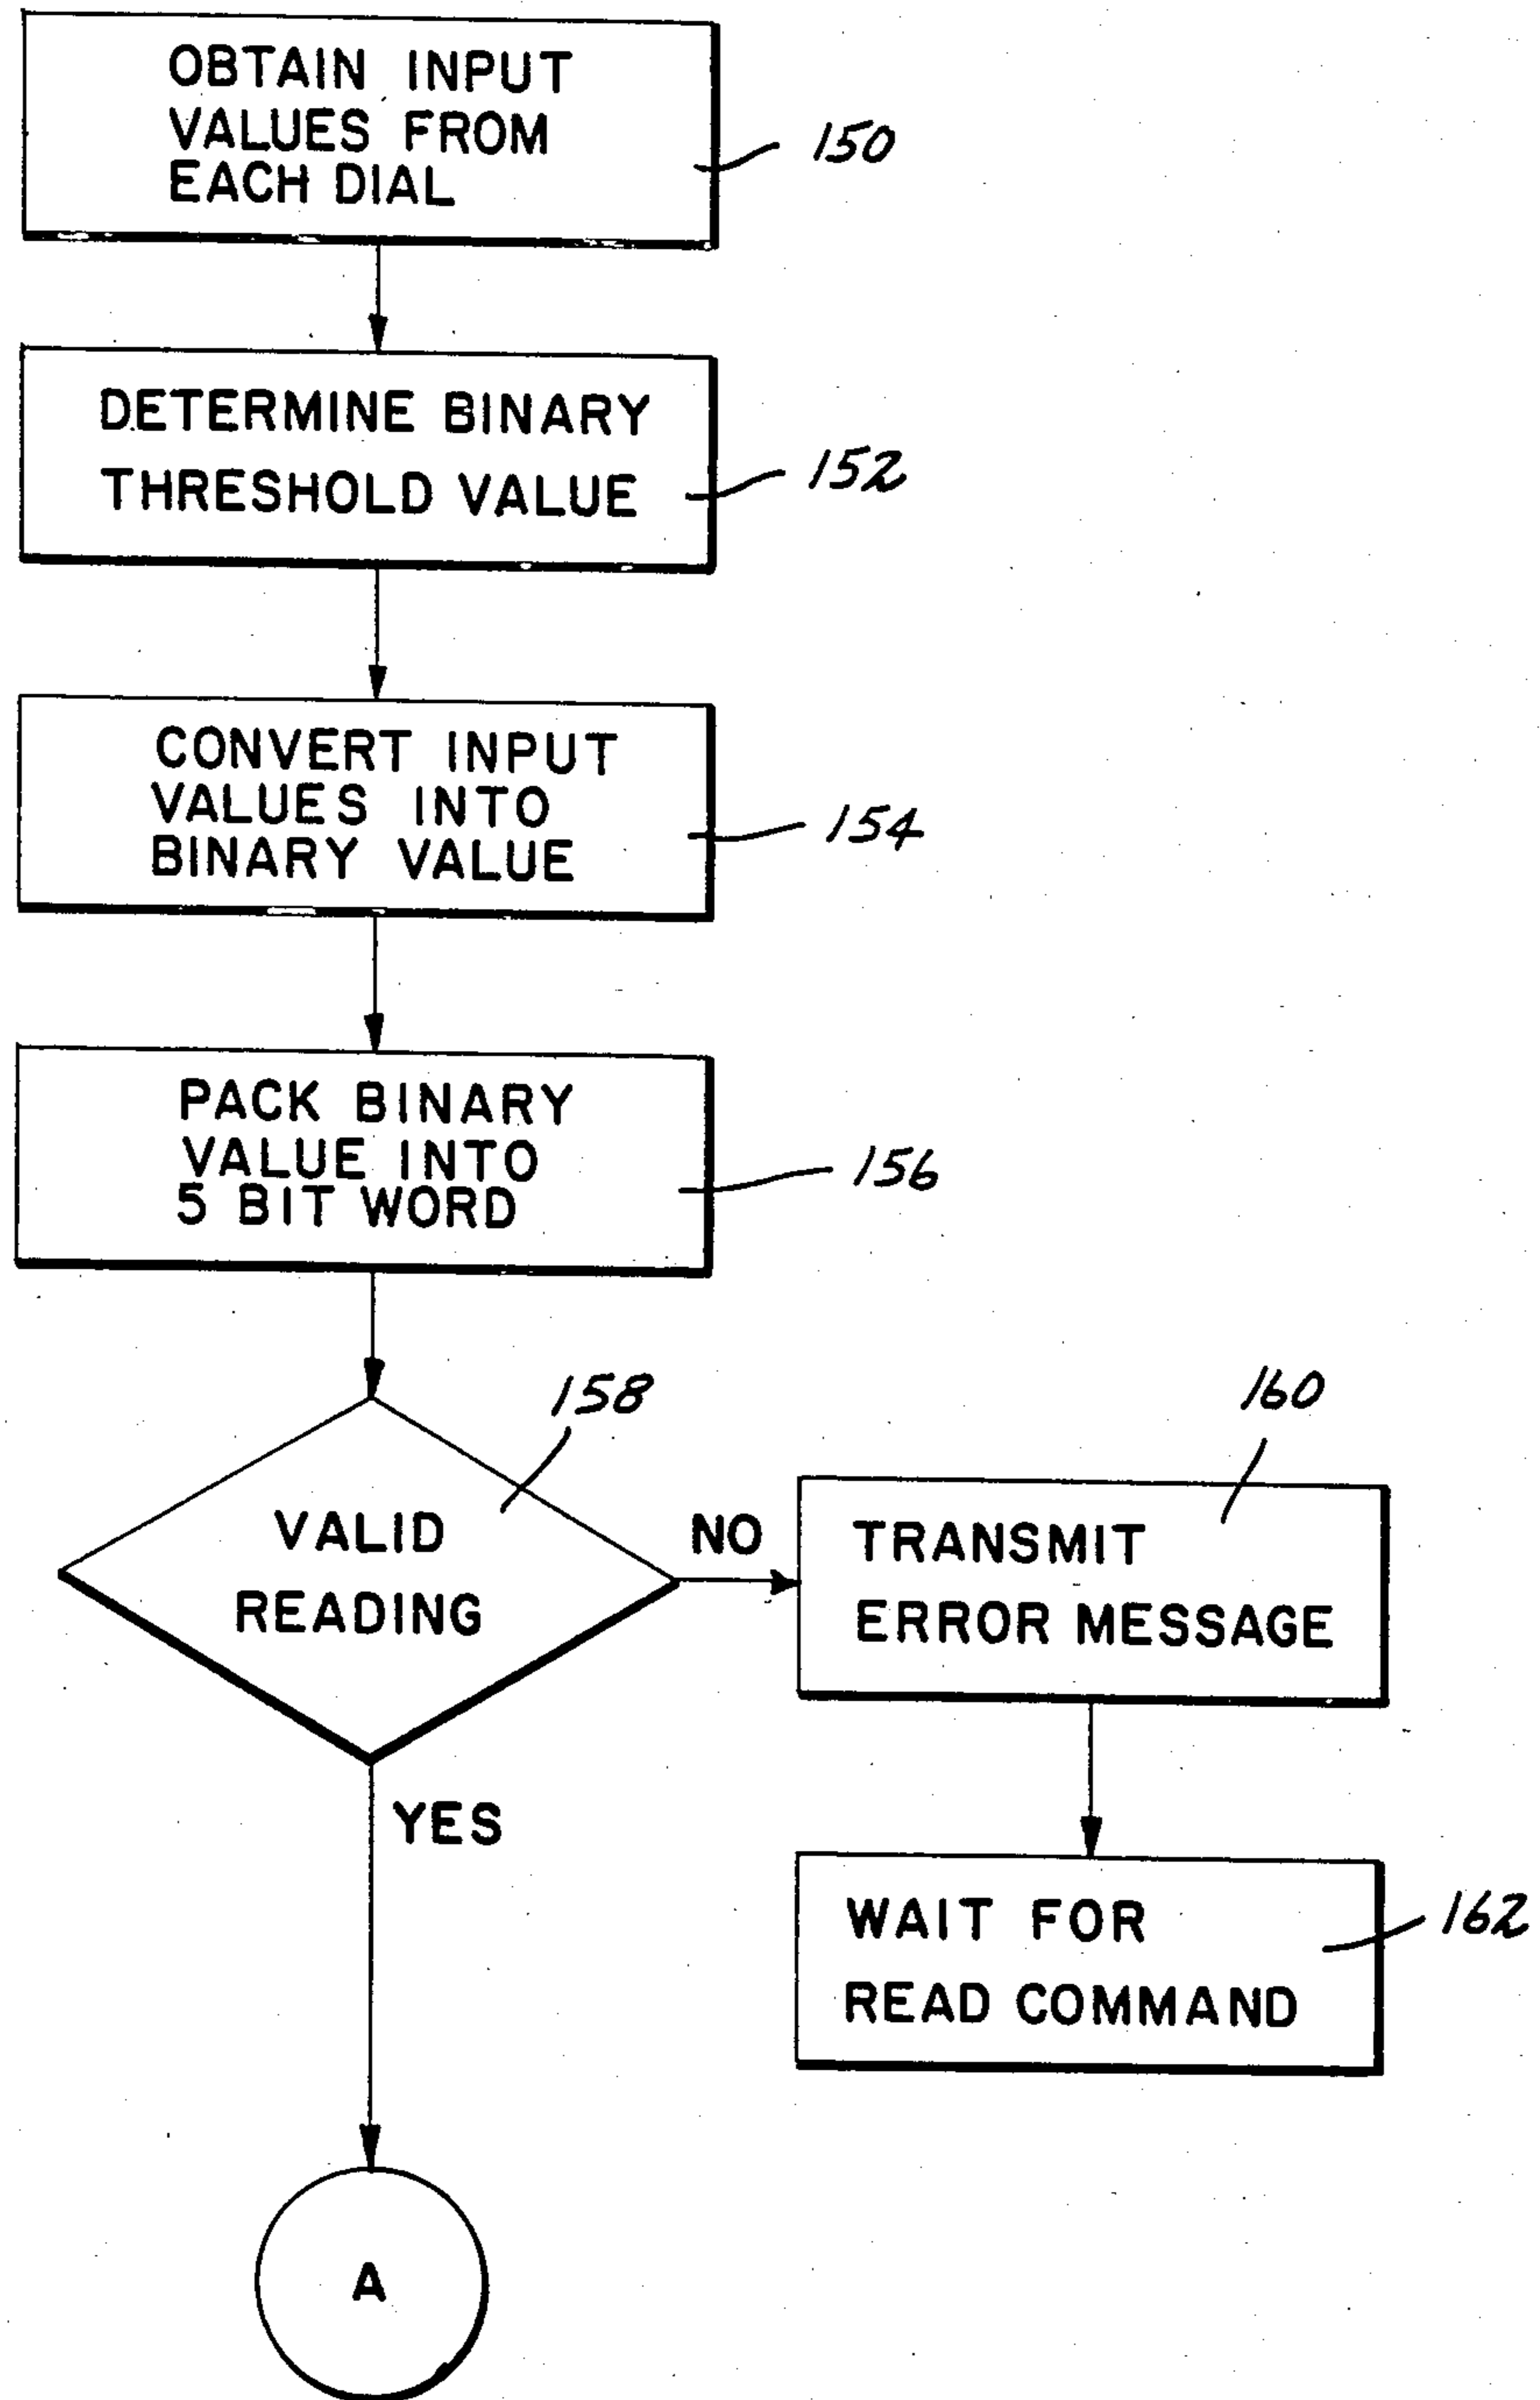 OBTAIN INPUT
VALUES FROM
EACH DIAL
150
DETERMINE BINARY
THRESHOLD VALUE
152
CONVERT INPUT
VALUES INTO
BINARY VALUE
154
PACK BINARY
VALUE INTO
5 BIT WORD
156
158
VALID
READING
NO
160
TRANSMIT
ERROR MESSAGE
YES
WAIT FOR
READ COMMAND
162
A